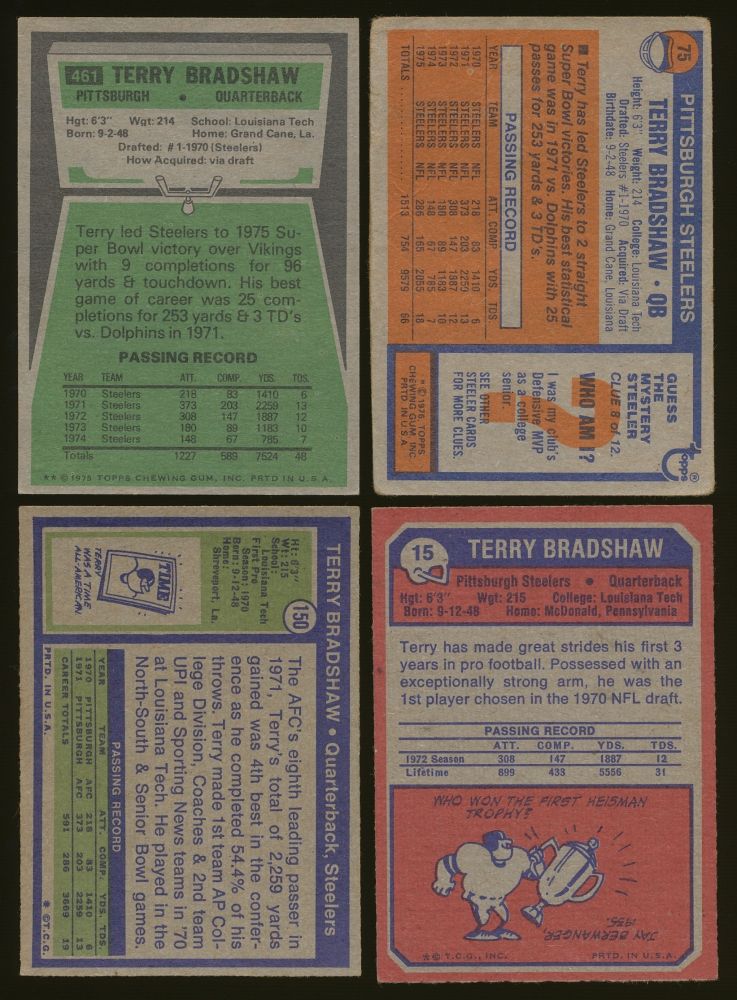 461 TERRY BRADSHAW
PITTSBURGH • QUARTERBACK
Hgt: 6'3" Wgt: 214 School: Louisiana Tech
Born: 9-2-48 Home: Grand Cane, La.
Drafted: #1-1970 (Steelers)
How Acquired: via draft
Terry led Steelers to 1975 Su-
per Bowl victory over Vikings
with 9 completions for 96
yards & touchdown. His best
game of career was 25 com-
pletions for 253 yards & 3 TD's
vs. Dolphins in 1971.
PASSING RECORD
YEAR TEAM ATT. COMP. YDS. TDS.
1970 Steelers 218 83 1410 6
1971 Steelers 373 203 2259 13
1972 Steelers 308 147 1887 12
1973 Steelers 180 89 1183 10
1974 Steelers 148 67 785 7
Totals 1227 589 7524 48
** © 1975 TOPPS CHEWING GUM, INC. PRTD IN U.S.A.
75 PITTSBURGH STEELERS
TERRY BRADSHAW • QB
Height: 6'3" Weight: 214 College: Louisiana Tech
Drafted: Steelers #1-1970 Acquired: Via Draft
Birthdate: 9-2-48 Home: Grand Cane, Louisiana
■ Terry has led Steelers to 2 straight
Super Bowl victories. His best statistical
game was in 1971 vs. Dolphins with 25
passes for 253 yards & 3 TD's.
PASSING RECORD
YEAR TEAM ATT. COMP. YDS. TDS.
1970 STEELERS NFL 218 83 1410 6
1971 STEELERS NFL 373 203 2259 13
1972 STEELERS NFL 308 147 1887 12
1973 STEELERS NFL 180 89 1183 10
1974 STEELERS NFL 148 67 785 7
1975 STEELERS NFL 286 165 2055 18
TOTALS 1513 754 9579 66
GUESS
THE
MYSTERY
STEELER
CLUE 8 of 12.
Topps®
WHO AM I?
I was my club's
Defensive MVP
as a college
senior.
SEE OTHER
STEELER CARDS
FOR MORE CLUES.
* © 1976 TOPPS
CHEWING GUM, INC.
PRTD IN U.S.A.
TERRY BRADSHAW • Quarterback, Steelers
150
Ht: 6'3"
Wt: 215
School:
Louisiana Tech
First Pro
Season: 1970
Born: 9-12-48
Home:
Shreveport, La.
TIME
TERRY
WAS A TIME
ALL-AMERICAN.
The AFC's eighth leading passer in
1971, Terry's total of 2,259 yards
gained was 4th best in the confer-
ence as he completed 54.4% of his
throws. Terry made 1st team AP Col-
lege Division, Coaches & 2nd team
UPI and Sporting News teams in '70
at Louisiana Tech. He played in the
North-South & Senior Bowl games.
PASSING RECORD
YEAR TEAM ATT. COMP. YDS. TDS.
1970 PITTSBURGH AFC 218 83 1410 6
1971 PITTSBURGH AFC 373 203 2259 13
CAREER TOTALS 591 286 3669 19
PRTD. IN U.S.A. * ©T.C.G.
15 TERRY BRADSHAW
Pittsburgh Steelers • Quarterback
Hgt: 6'3" Wgt: 215 College: Louisiana Tech
Born: 9-12-48 Home: McDonald, Pennsylvania
Terry has made great strides his first 3
years in pro football. Possessed with an
exceptionally strong arm, he was the
1st player chosen in the 1970 NFL draft.
PASSING RECORD
ATT. COMP. YDS. TDS.
1972 Season 308 147 1887 12
Lifetime 899 433 5556 31
WHO WON THE FIRST HEISMAN
TROPHY?
JAY BERWANGER,
1935.
*© T.C.G., INC. PRTD. IN U.S.A.